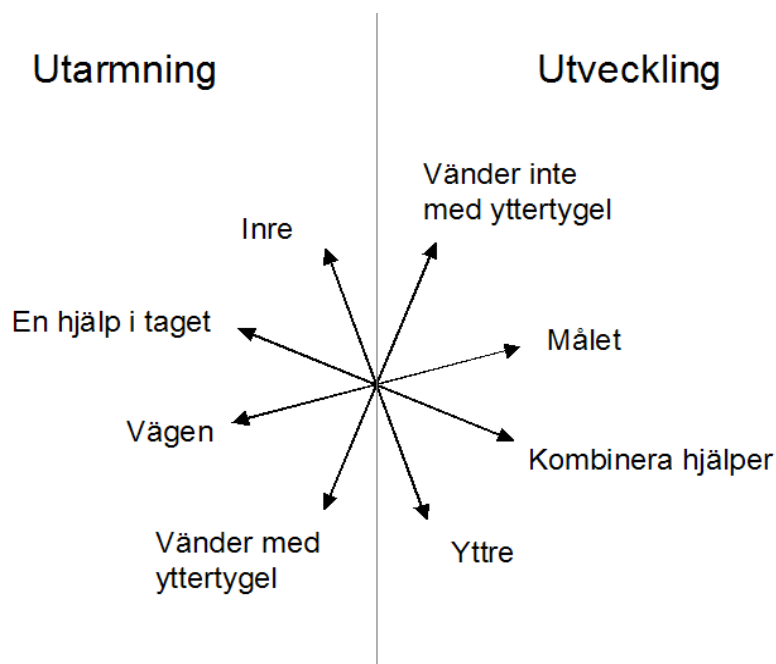 Utarmning
Utveckling
Vänder inte
med yttertygel
Inre
En hjälp i taget
Målet
Vägen
Kombinera hjälper
Vänder med
yttertygel
Yttre